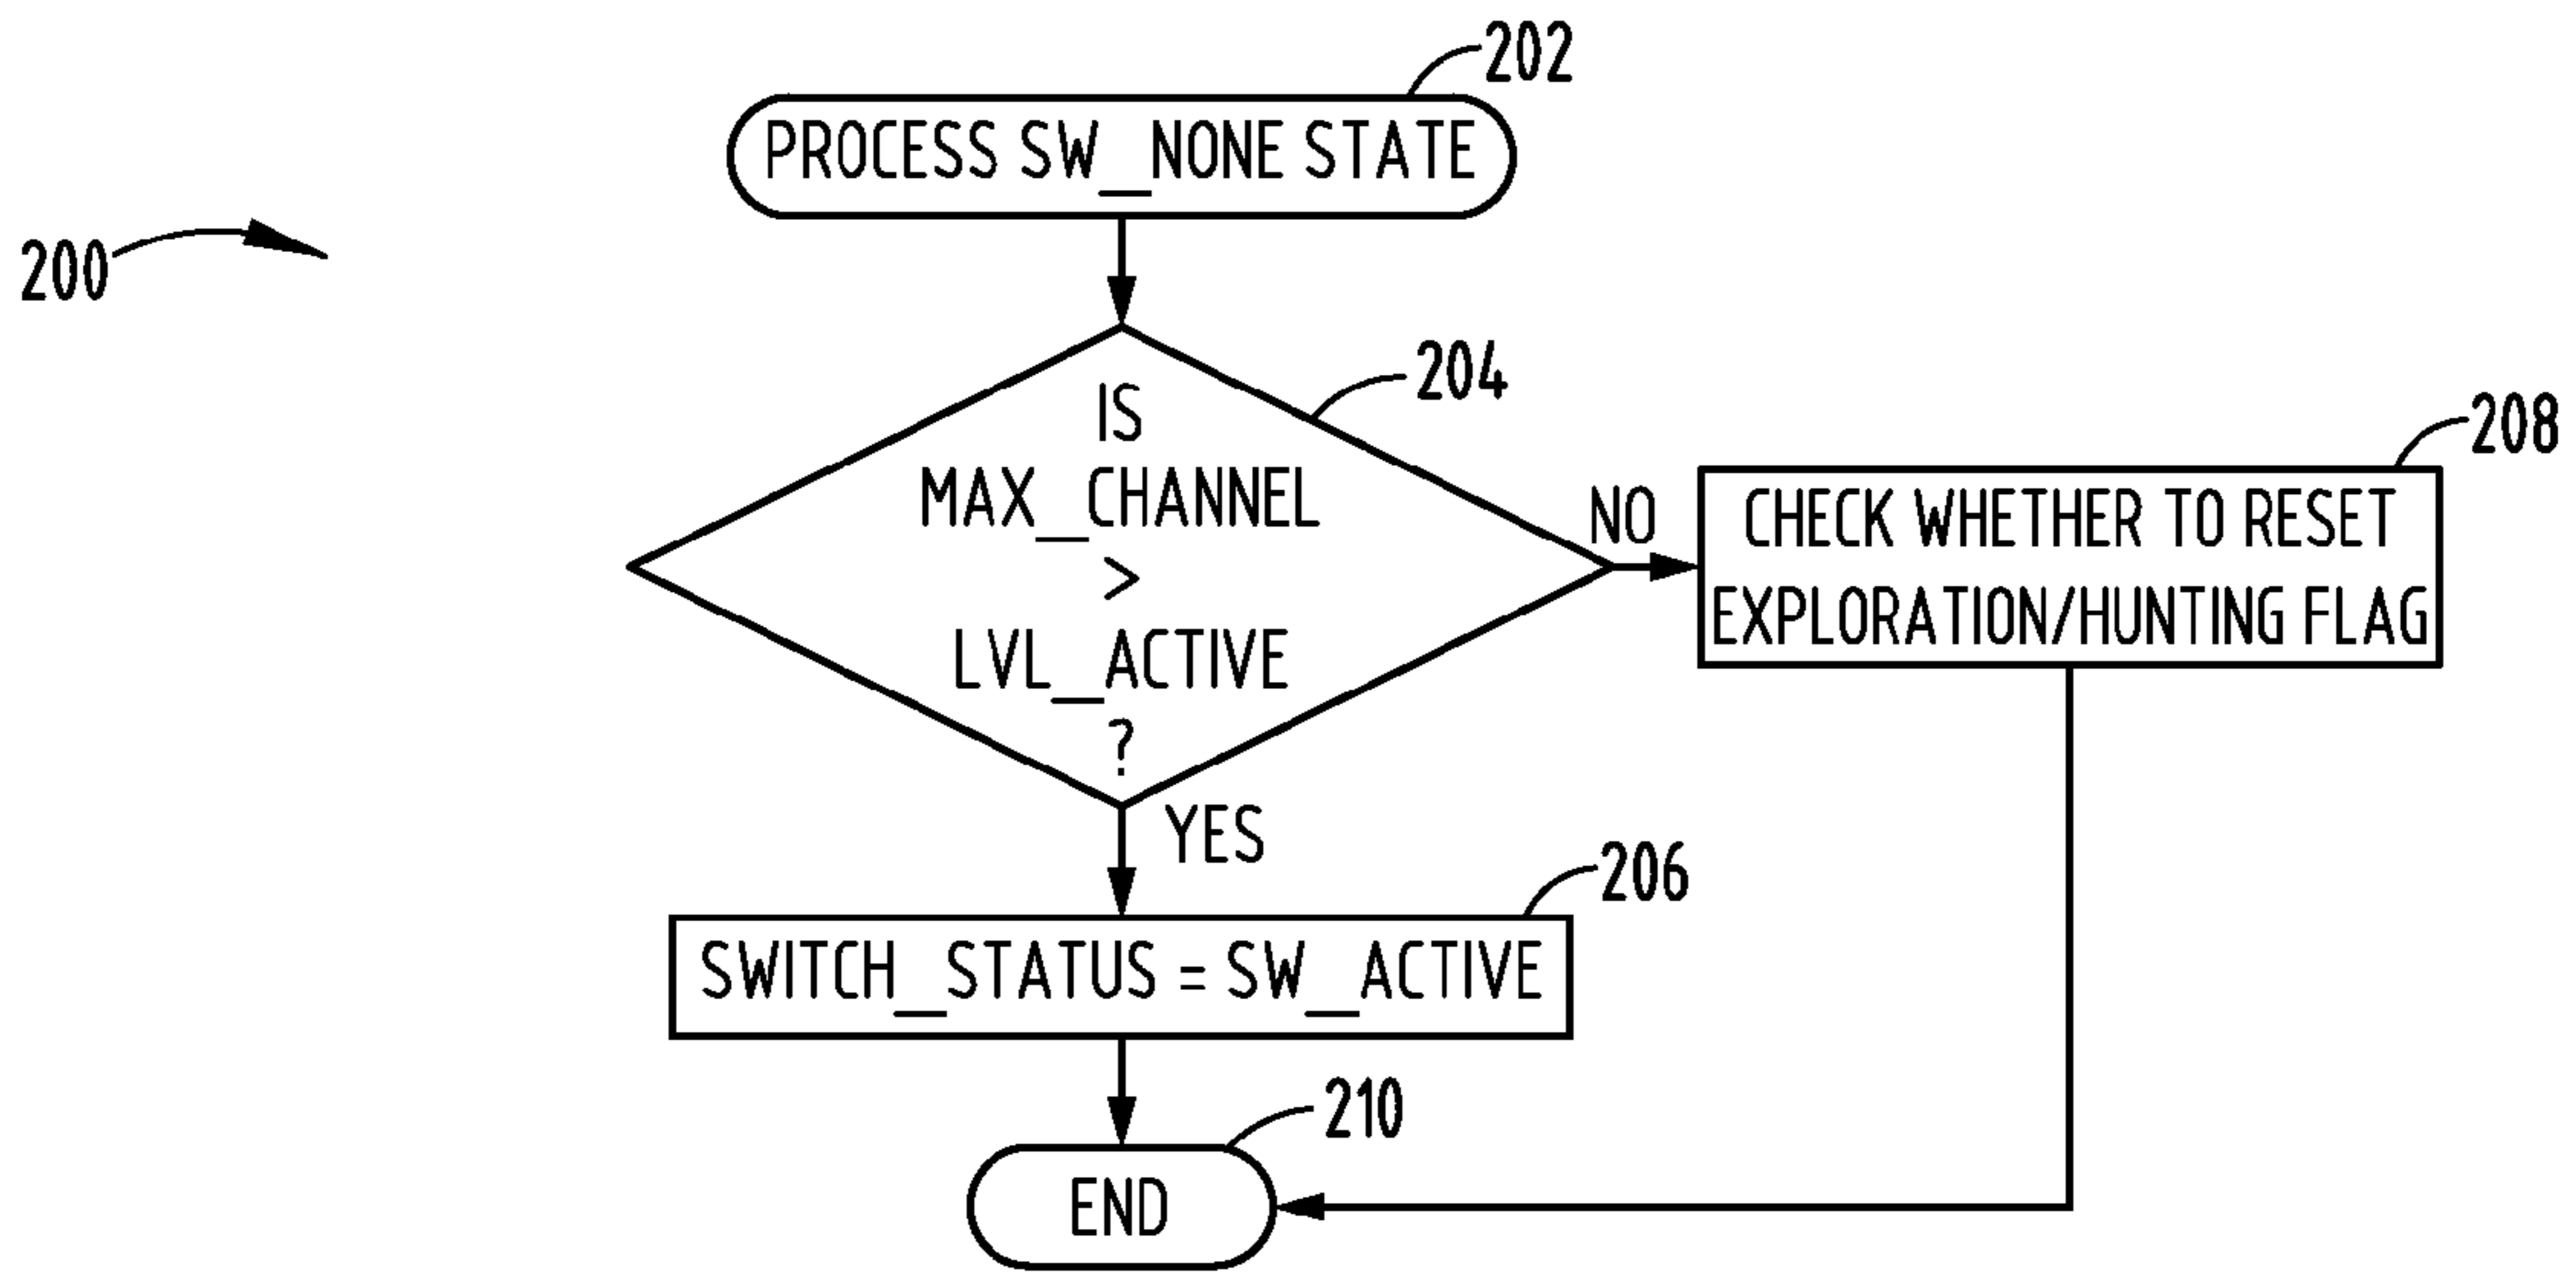 202
PROCESS SW_NONE STATE
200
204
IS
MAX_CHANNEL
>
LVL_ACTIVE
?
NO
208
CHECK WHETHER TO RESET
EXPLORATION/HUNTING FLAG
YES
206
SWITCH_STATUS = SW_ACTIVE
210
END